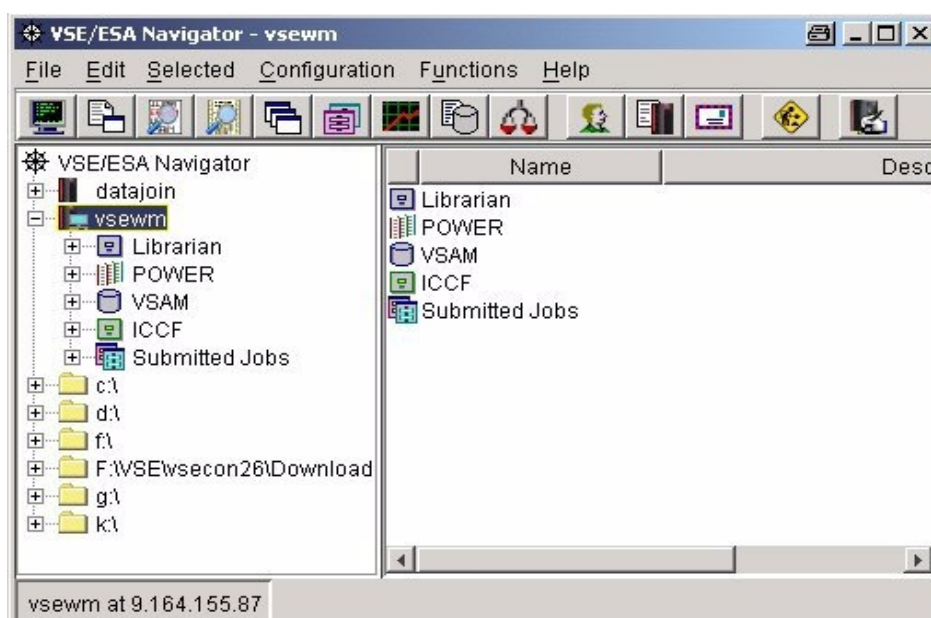 VSE/ESA Navigator - vsewm
File Edit Selected Configuration Functions Help
VSE/ESA Navigator
datajoin
vsewm
Librarian
POWER
VSAM
ICCF
Submitted Jobs
c:\
d:\
f:\
F:\VSE\vsecon26\Download
g:\
k:\
Name Desc
Librarian
POWER
VSAM
ICCF
Submitted Jobs
vsewm at 9.164.155.87